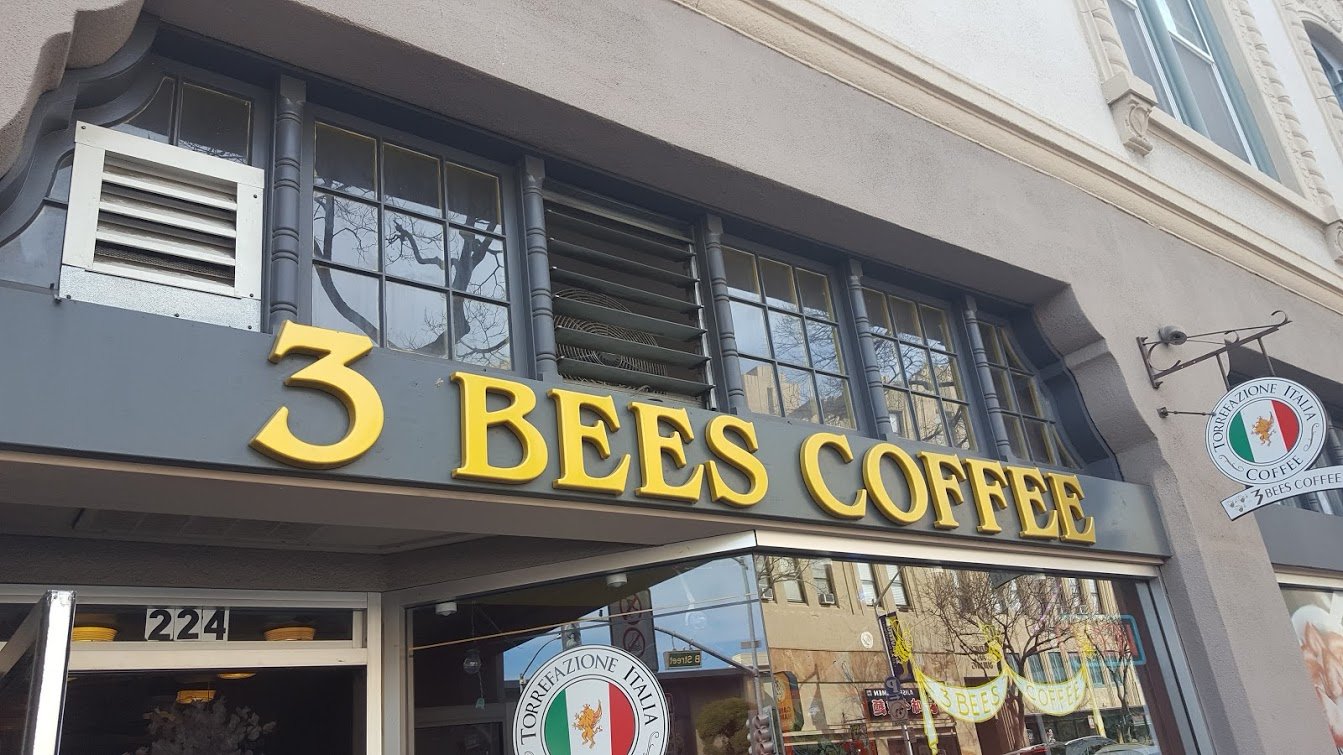 3 BEES COFFEE
TORREFAZIONE ITALIA
COFFEE
3 BEES COFFEE
224
B Street
TORREFAZIONE ITALIA
3 BEES COFFEE